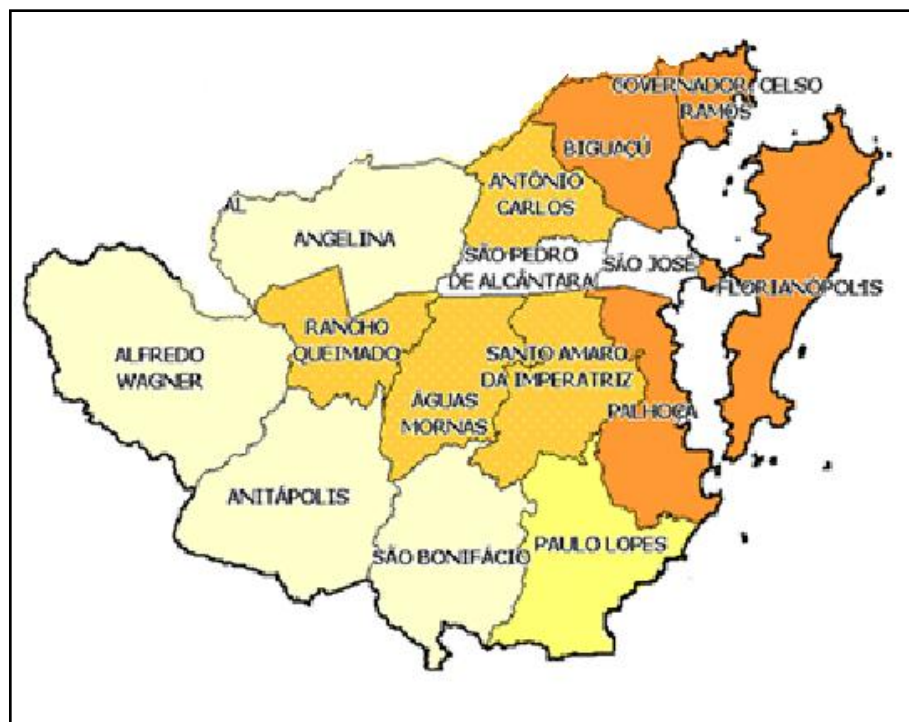 GOVERNADOR CELSO
RAMOS
BIGUAÇÚ
ANTÔNIO
CARLOS
AL
ANGELINA
SÃO PEDRO
DE ALCÂNTARA
SÃO JOSÉ
FLORIANÓPOLIS
RANCHO
QUEIMADO
ALFREDO
WAGNER
SANTO AMARO
DA IMPERATRIZ
ÁGUAS
MORNAS
PALHOÇA
ANITÁPOLIS
SÃO BONIFÁCIO
PAULO LOPES